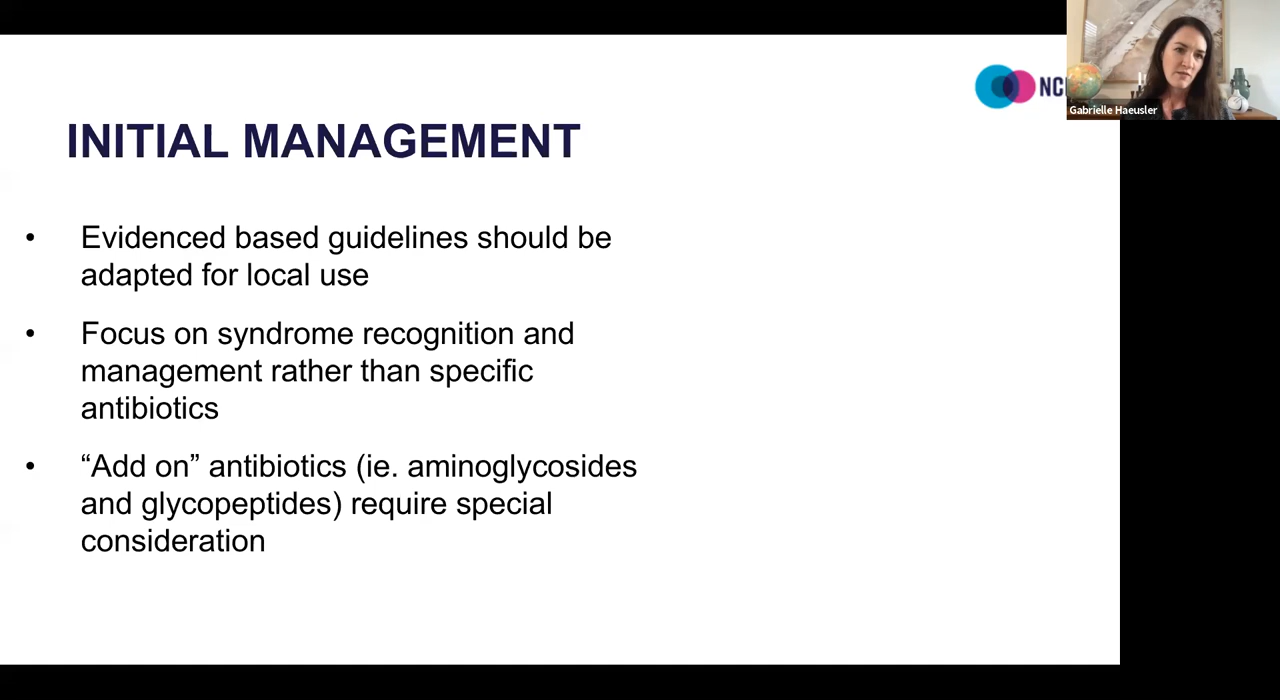 NC
Gabrielle Haeusler
INITIAL MANAGEMENT
• Evidenced based guidelines should be
adapted for local use
• Focus on syndrome recognition and
management rather than specific
antibiotics
• “Add on” antibiotics (ie. aminoglycosides
and glycopeptides) require special
consideration